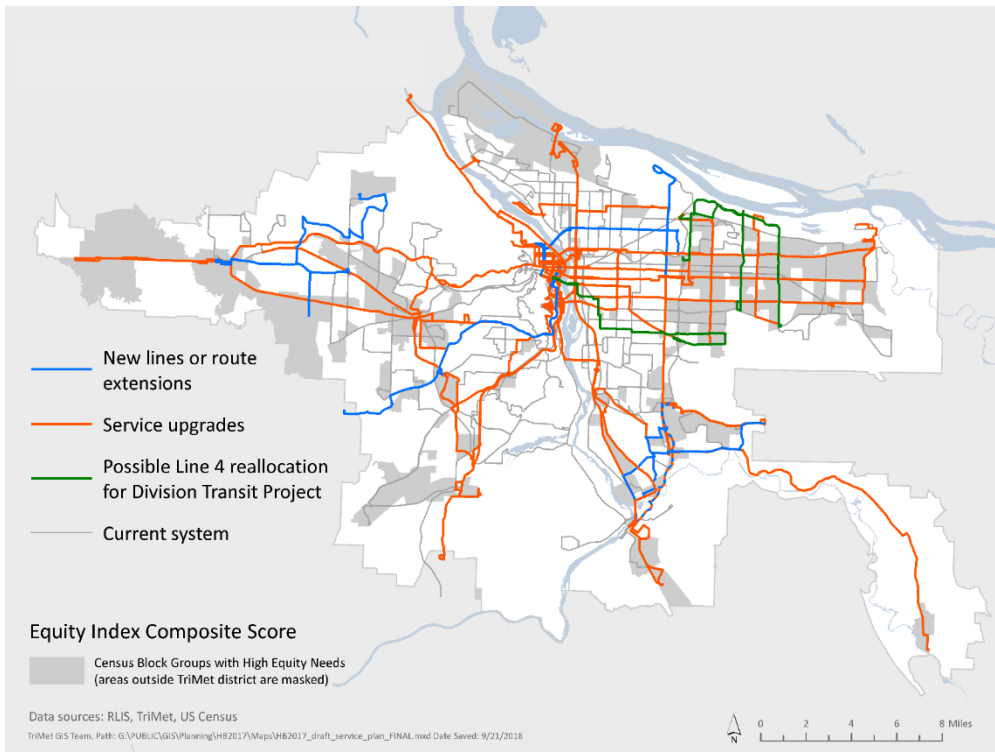 New lines or route
extensions
Service upgrades
Possible Line 4 reallocation
for Division Transit Project
Current system
Equity Index Composite Score
Census Block Groups with High Equity Needs
(areas outside TriMet district are masked)
Data sources: RLIS, TriMet, US Census
TriMet GIS Team. Path: G:\PUBLIC\GIS\Planning\HB2017\Maps\HB2017_draft_service_plan_FINAL.mxd Date Saved: 9/21/2018
N
0 2 4 6 8 Miles